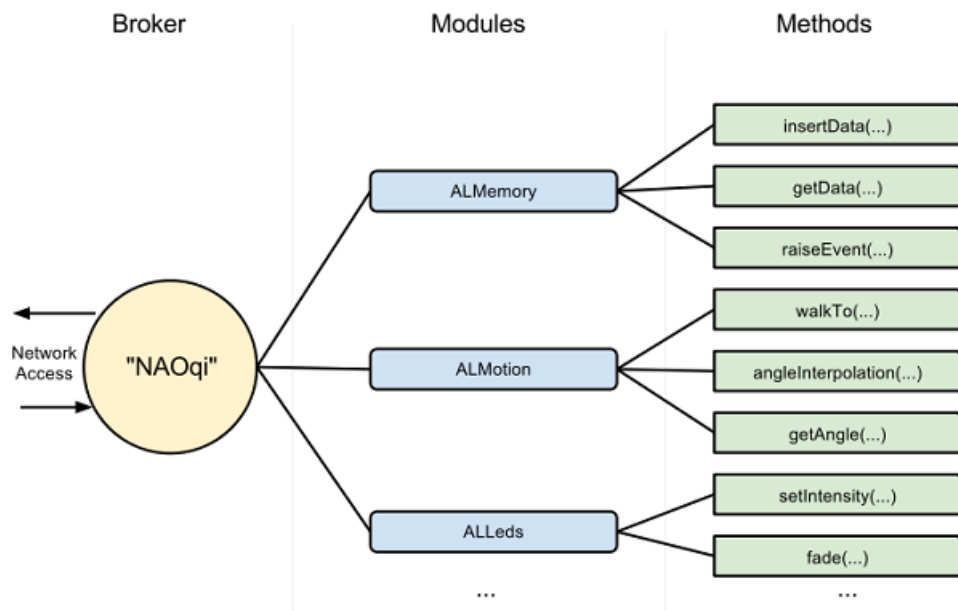 Broker
Modules
Methods
insertData(...)
ALMemory
getData(...)
raiseEvent(...)
Network
Access
"NAOqi"
walkTo(...)
ALMotion
angleInterpolation(...)
getAngle(...)
setIntensity(...)
ALLeds
fade(...)
...
...